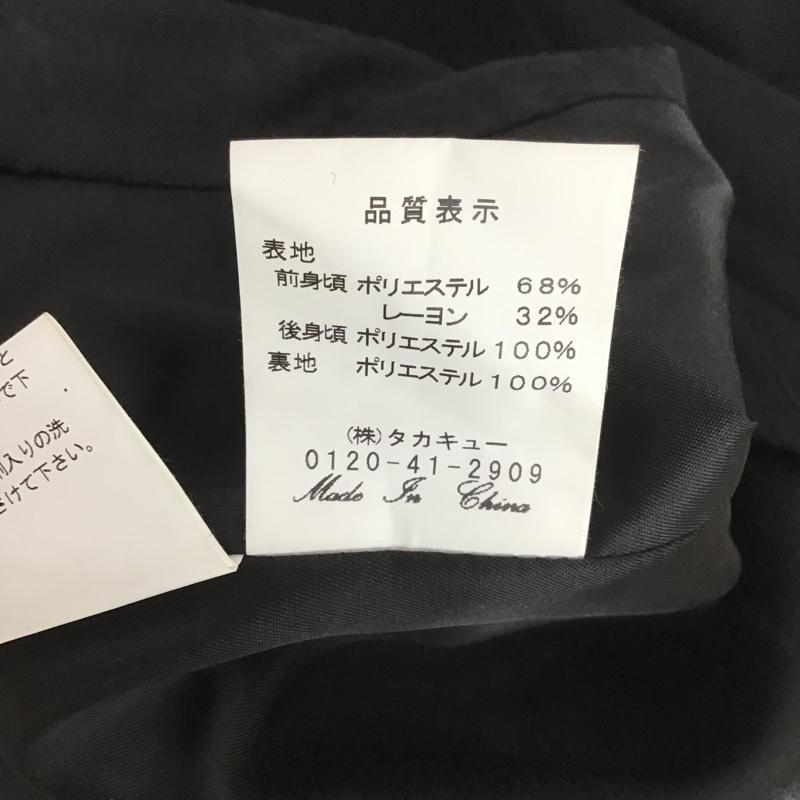 品質表示
表地
前身頃 ポリエステル 68%
レーヨン 32%
後身頃 ポリエステル 100%
裏地 ポリエステル 100%
(株)タカキュー
0120-41-2909
Made In China
と
で下
入りの洗
けて下さい。